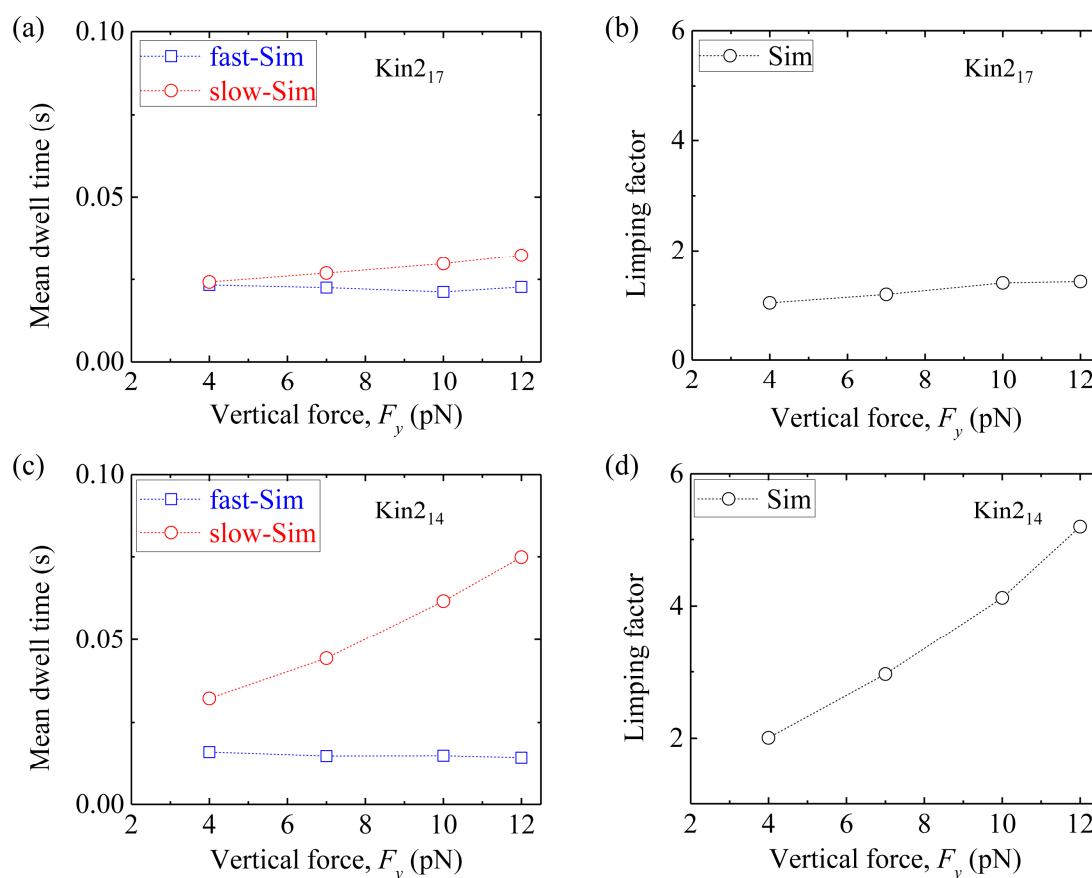 (a)
fast-Sim
slow-Sim
Kin2₁₇
Mean dwell time (s)
0.10
0.05
0.00
2 4 6 8 10 12
Vertical force, F_y (pN)
(b)
Sim
Kin2₁₇
Limping factor
6
4
2
0
2 4 6 8 10 12
Vertical force, F_y (pN)
(c)
fast-Sim
slow-Sim
Kin2₁₄
Mean dwell time (s)
0.10
0.05
0.00
2 4 6 8 10 12
Vertical force, F_y (pN)
(d)
Sim
Kin2₁₄
Limping factor
6
4
2
2 4 6 8 10 12
Vertical force, F_y (pN)